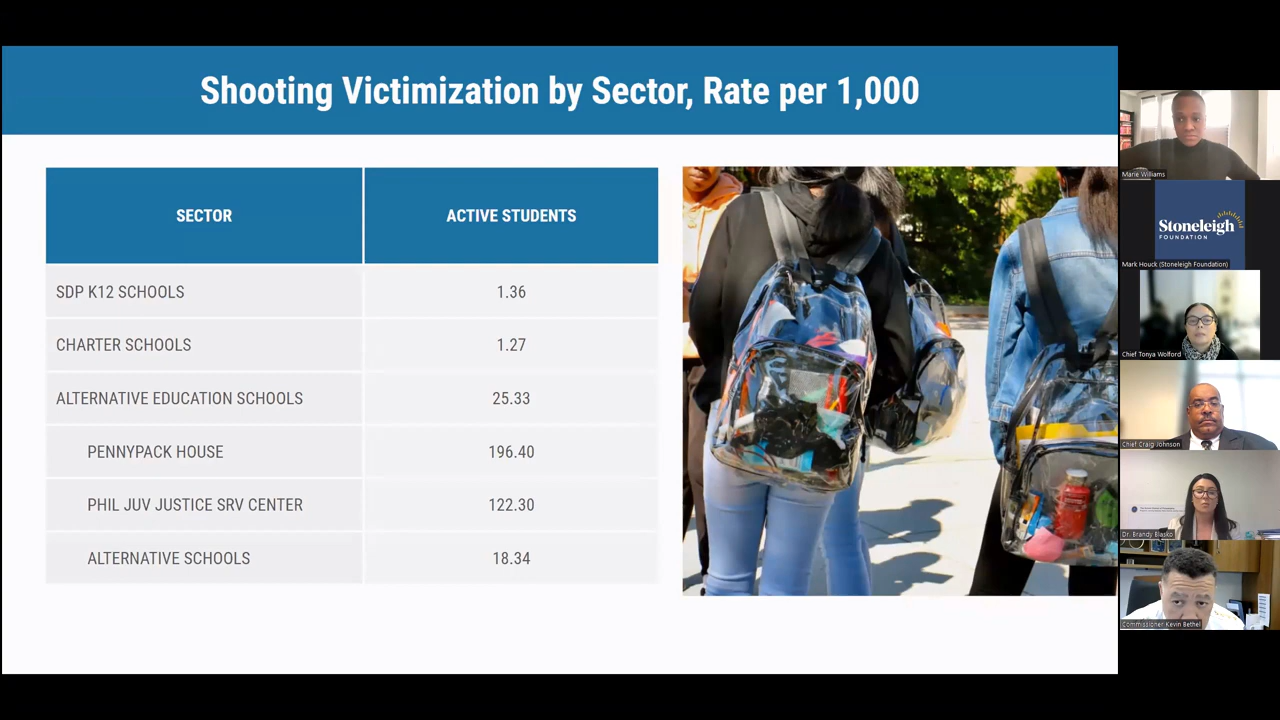 Shooting Victimization by Sector, Rate per 1,000
SECTOR
ACTIVE STUDENTS
SDP K12 SCHOOLS
1.36
CHARTER SCHOOLS
1.27
ALTERNATIVE EDUCATION SCHOOLS
25.33
PENNYPACK HOUSE
196.40
PHIL JUV JUSTICE SRV CENTER
122.30
ALTERNATIVE SCHOOLS
18.34
Marie Williams
Stoneleigh
FOUNDATION
Mark Houck (Stoneleigh Foundation)
Chief Tonya Wolford
Chief Craig Johnson
Dr. Brandy Blasko
Commissioner Kevin Bethel